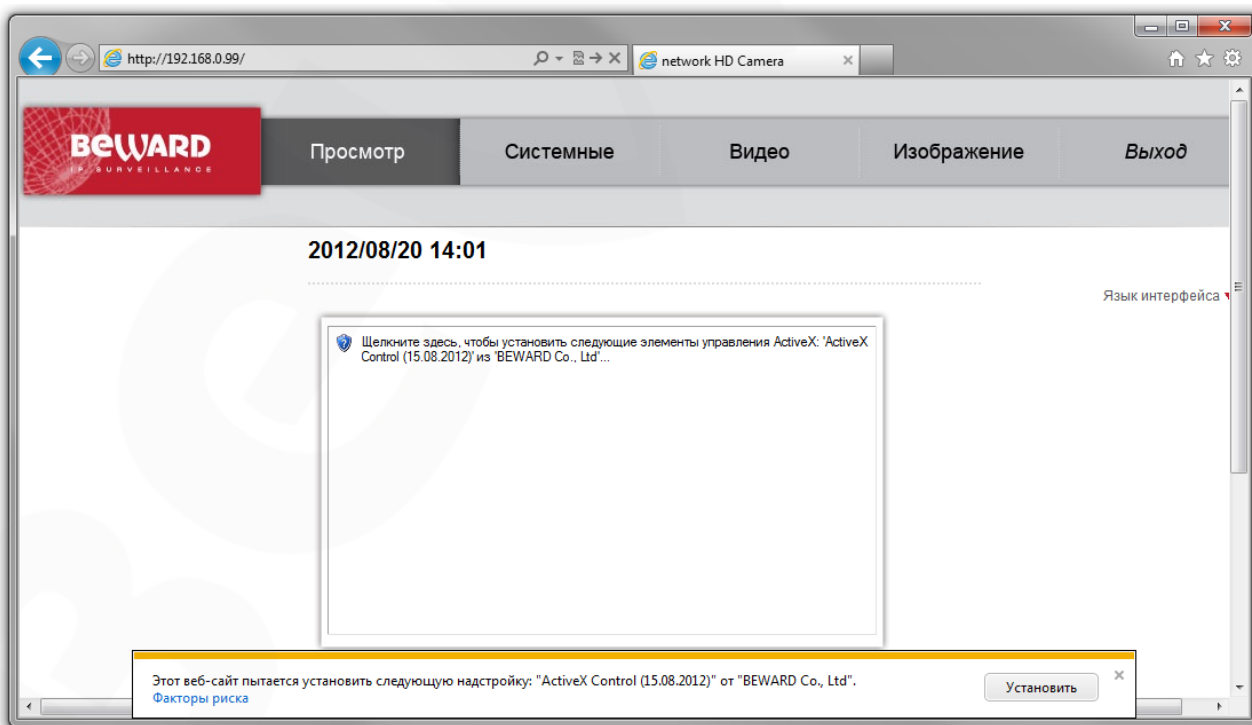 http://192.168.0.99/
network HD Camera
BEWARD
IP SURVEILLANCE
Просмотр
Системные
Видео
Изображение
Выход
2012/08/20 14:01
Язык интерфейса
Щелкните здесь, чтобы установить следующие элементы управления ActiveX: 'ActiveX
Control (15.08.2012)' из 'BEWARD Co., Ltd'...
Этот веб-сайт пытается установить следующую надстройку: "ActiveX Control (15.08.2012)" от "BEWARD Co., Ltd".
Факторы риска
Установить